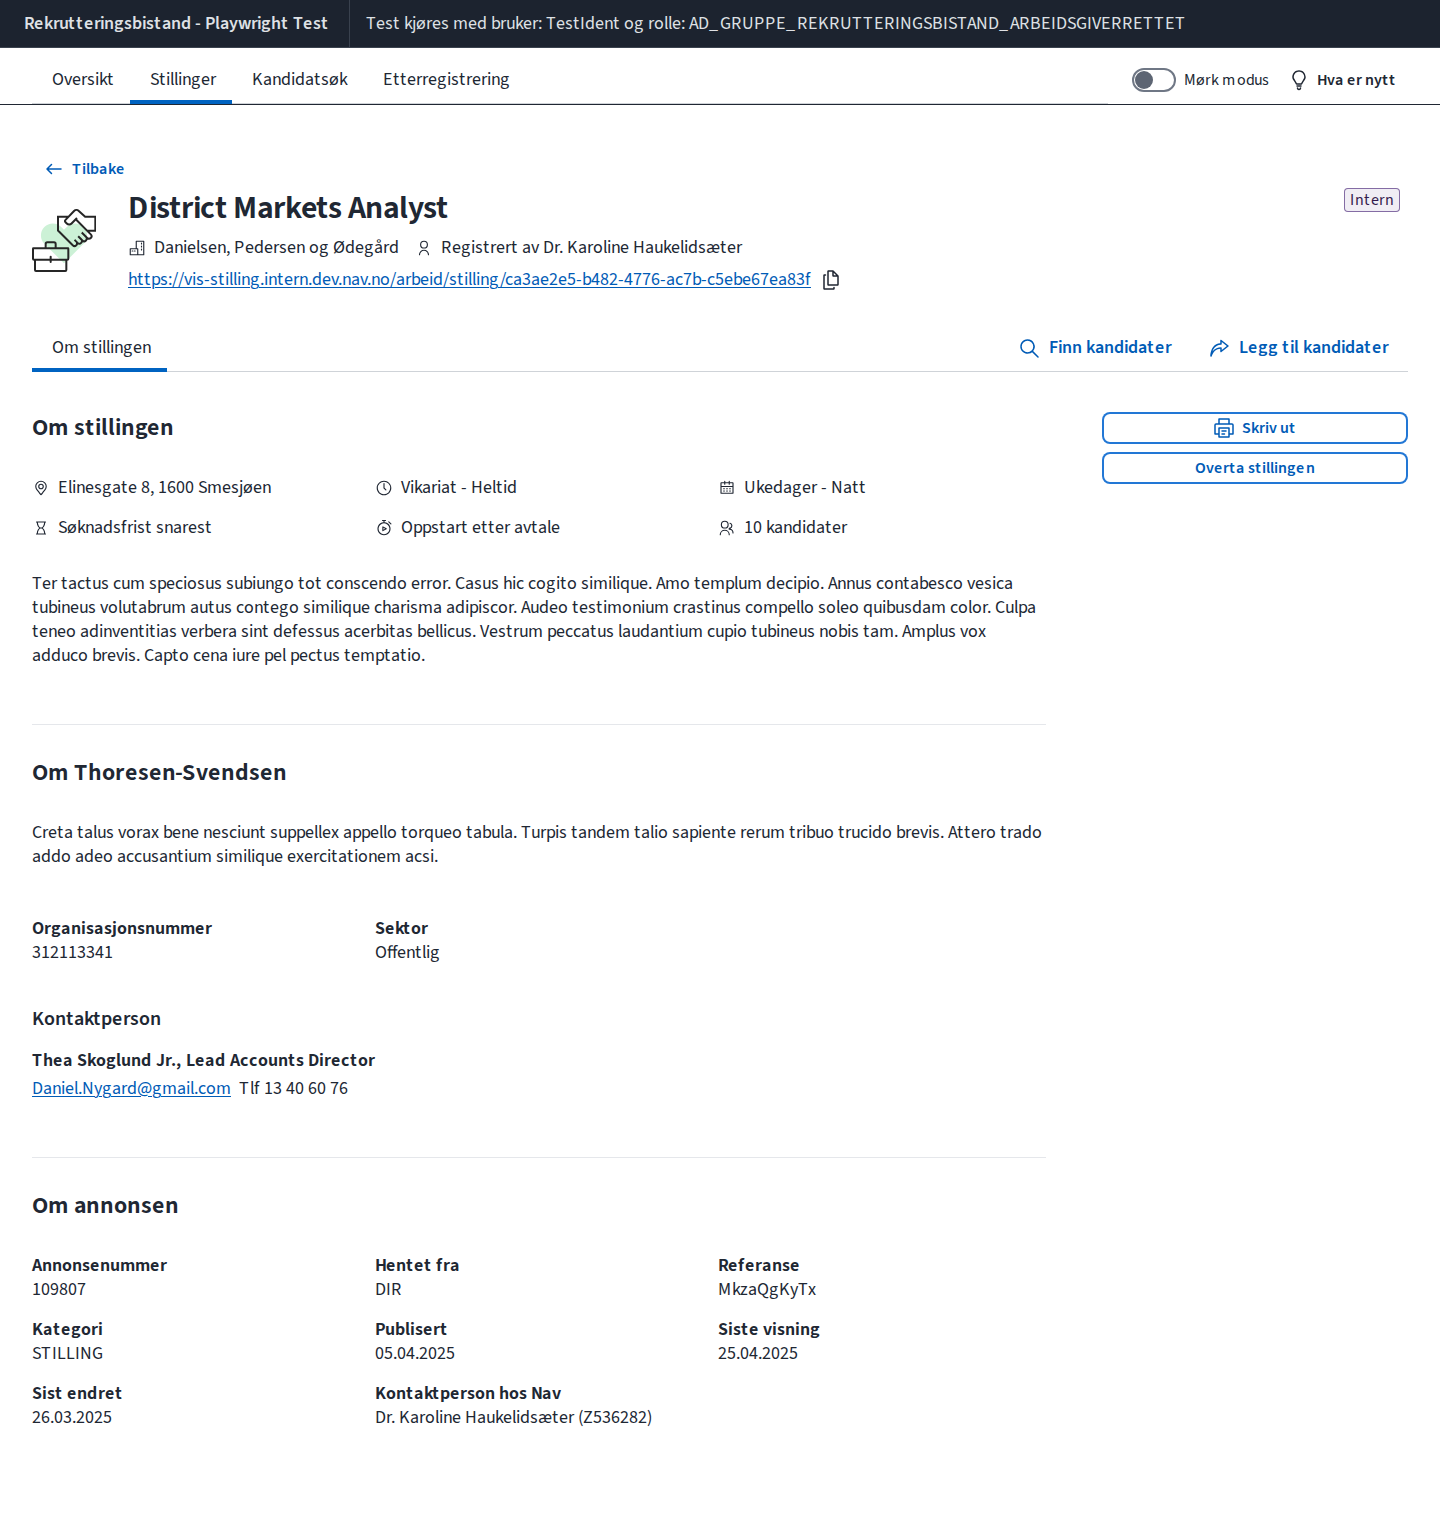 Rekrutteringsbistand - Playwright Test
Test kjøres med bruker: TestIdent og rolle: AD_GRUPPE_REKRUTTERINGSBISTAND_ARBEIDSGIVERRETTET
Oversikt
Stillinger
Kandidatsøk
Etterregistrering
Mørk modus
Hva er nytt
Tilbake
District Markets Analyst
Intern
Danielsen, Pedersen og Ødegård
Registrert av Dr. Karoline Haukelidsæter
https://vis-stilling.intern.dev.nav.no/arbeid/stilling/ca3ae2e5-b482-4776-ac7b-c5ebe67ea83f
Om stillingen
Finn kandidater
Legg til kandidater
Om stillingen
Skriv ut
Overta stillingen
Elinesgate 8, 1600 Smesjøen
Vikariat - Heltid
Ukedager - Natt
Søknadsfrist snarest
Oppstart etter avtale
10 kandidater
Ter tactus cum speciosus subiungo tot conscendo error. Casus hic cogito similique. Amo templum decipio. Annus contabesco vesica
tubineus volutabrum autus contego similique charisma adipiscor. Audeo testimonium crastinus compello soleo quibusdam color. Culpa
teneo adinventitias verbera sint defessus acerbitas bellicus. Vestrum peccatus laudantium cupio tubineus nobis tam. Amplus vox
adduco brevis. Capto cena iure pel pectus temptatio.
Om Thoresen-Svendsen
Creta talus vorax bene nesciunt suppellex appello torqueo tabula. Turpis tandem talio sapiente rerum tribuo trucido brevis. Attero trado
addo adeo accusantium similique exercitationem acsi.
Organisasjonsnummer
312113341
Sektor
Offentlig
Kontaktperson
Thea Skoglund Jr., Lead Accounts Director
Daniel.Nygard@gmail.com Tlf 13 40 60 76
Om annonsen
Annonsenummer
109807
Hentet fra
DIR
Referanse
MkzaQgKyTx
Kategori
STILLING
Publisert
05.04.2025
Siste visning
25.04.2025
Sist endret
26.03.2025
Kontaktperson hos Nav
Dr. Karoline Haukelidsæter (Z536282)